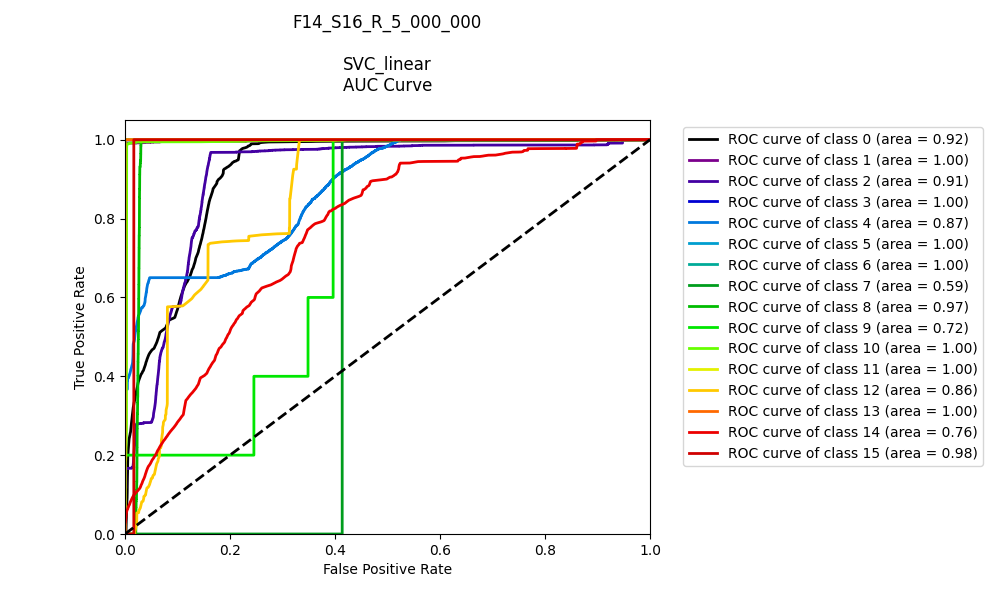 F14_S16_R_5_000_000
SVC_linear
AUC Curve
True Positive Rate
1.0
0.8
0.6
0.4
0.2
0.0
0.0 0.2 0.4 0.6 0.8 1.0
False Positive Rate
ROC curve of class 0 (area = 0.92)
ROC curve of class 1 (area = 1.00)
ROC curve of class 2 (area = 0.91)
ROC curve of class 3 (area = 1.00)
ROC curve of class 4 (area = 0.87)
ROC curve of class 5 (area = 1.00)
ROC curve of class 6 (area = 1.00)
ROC curve of class 7 (area = 0.59)
ROC curve of class 8 (area = 0.97)
ROC curve of class 9 (area = 0.72)
ROC curve of class 10 (area = 1.00)
ROC curve of class 11 (area = 1.00)
ROC curve of class 12 (area = 0.86)
ROC curve of class 13 (area = 1.00)
ROC curve of class 14 (area = 0.76)
ROC curve of class 15 (area = 0.98)